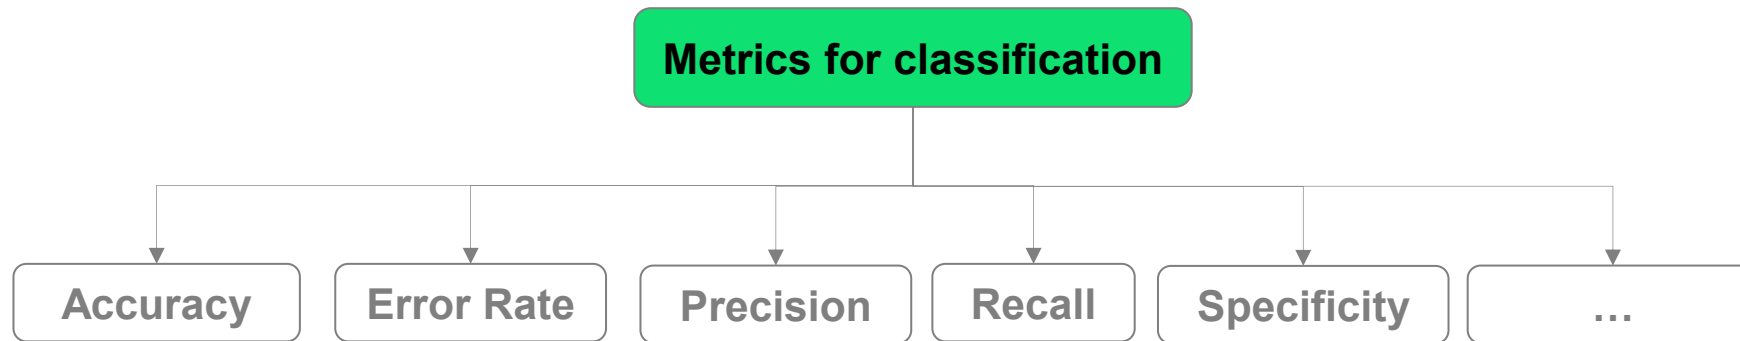 Metrics for classification
Accuracy
Error Rate
Precision
Recall
Specificity
…